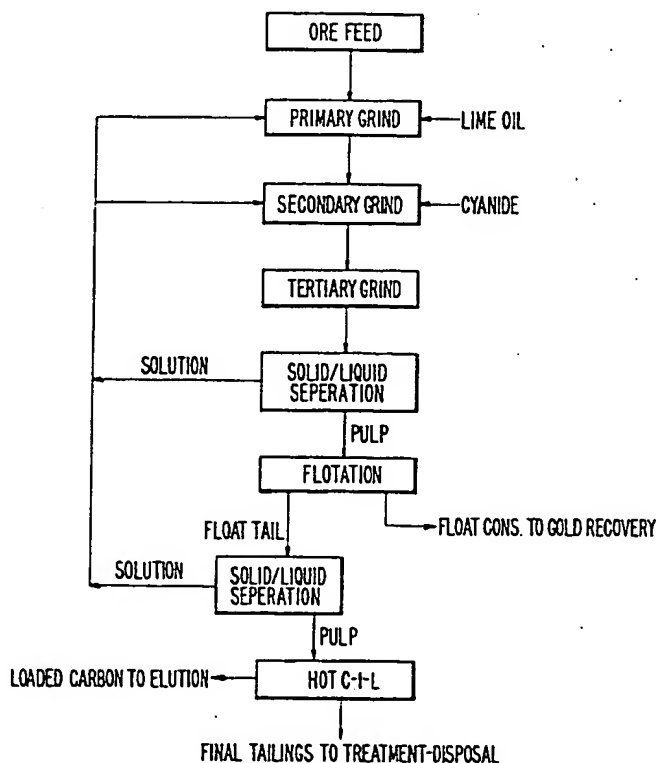 ORE FEED
PRIMARY GRIND
LIME OIL
SECONDARY GRIND
CYANIDE
TERTIARY GRIND
SOLUTION
SOLID/LIQUID
SEPERATION
PULP
FLOTATION
FLOAT TAIL
FLOAT CONS. TO GOLD RECOVERY
SOLUTION
SOLID/LIQUID
SEPERATION
PULP
LOADED CARBON TO ELUTION
HOT C-I-L
FINAL TAILINGS TO TREATMENT-DISPOSAL